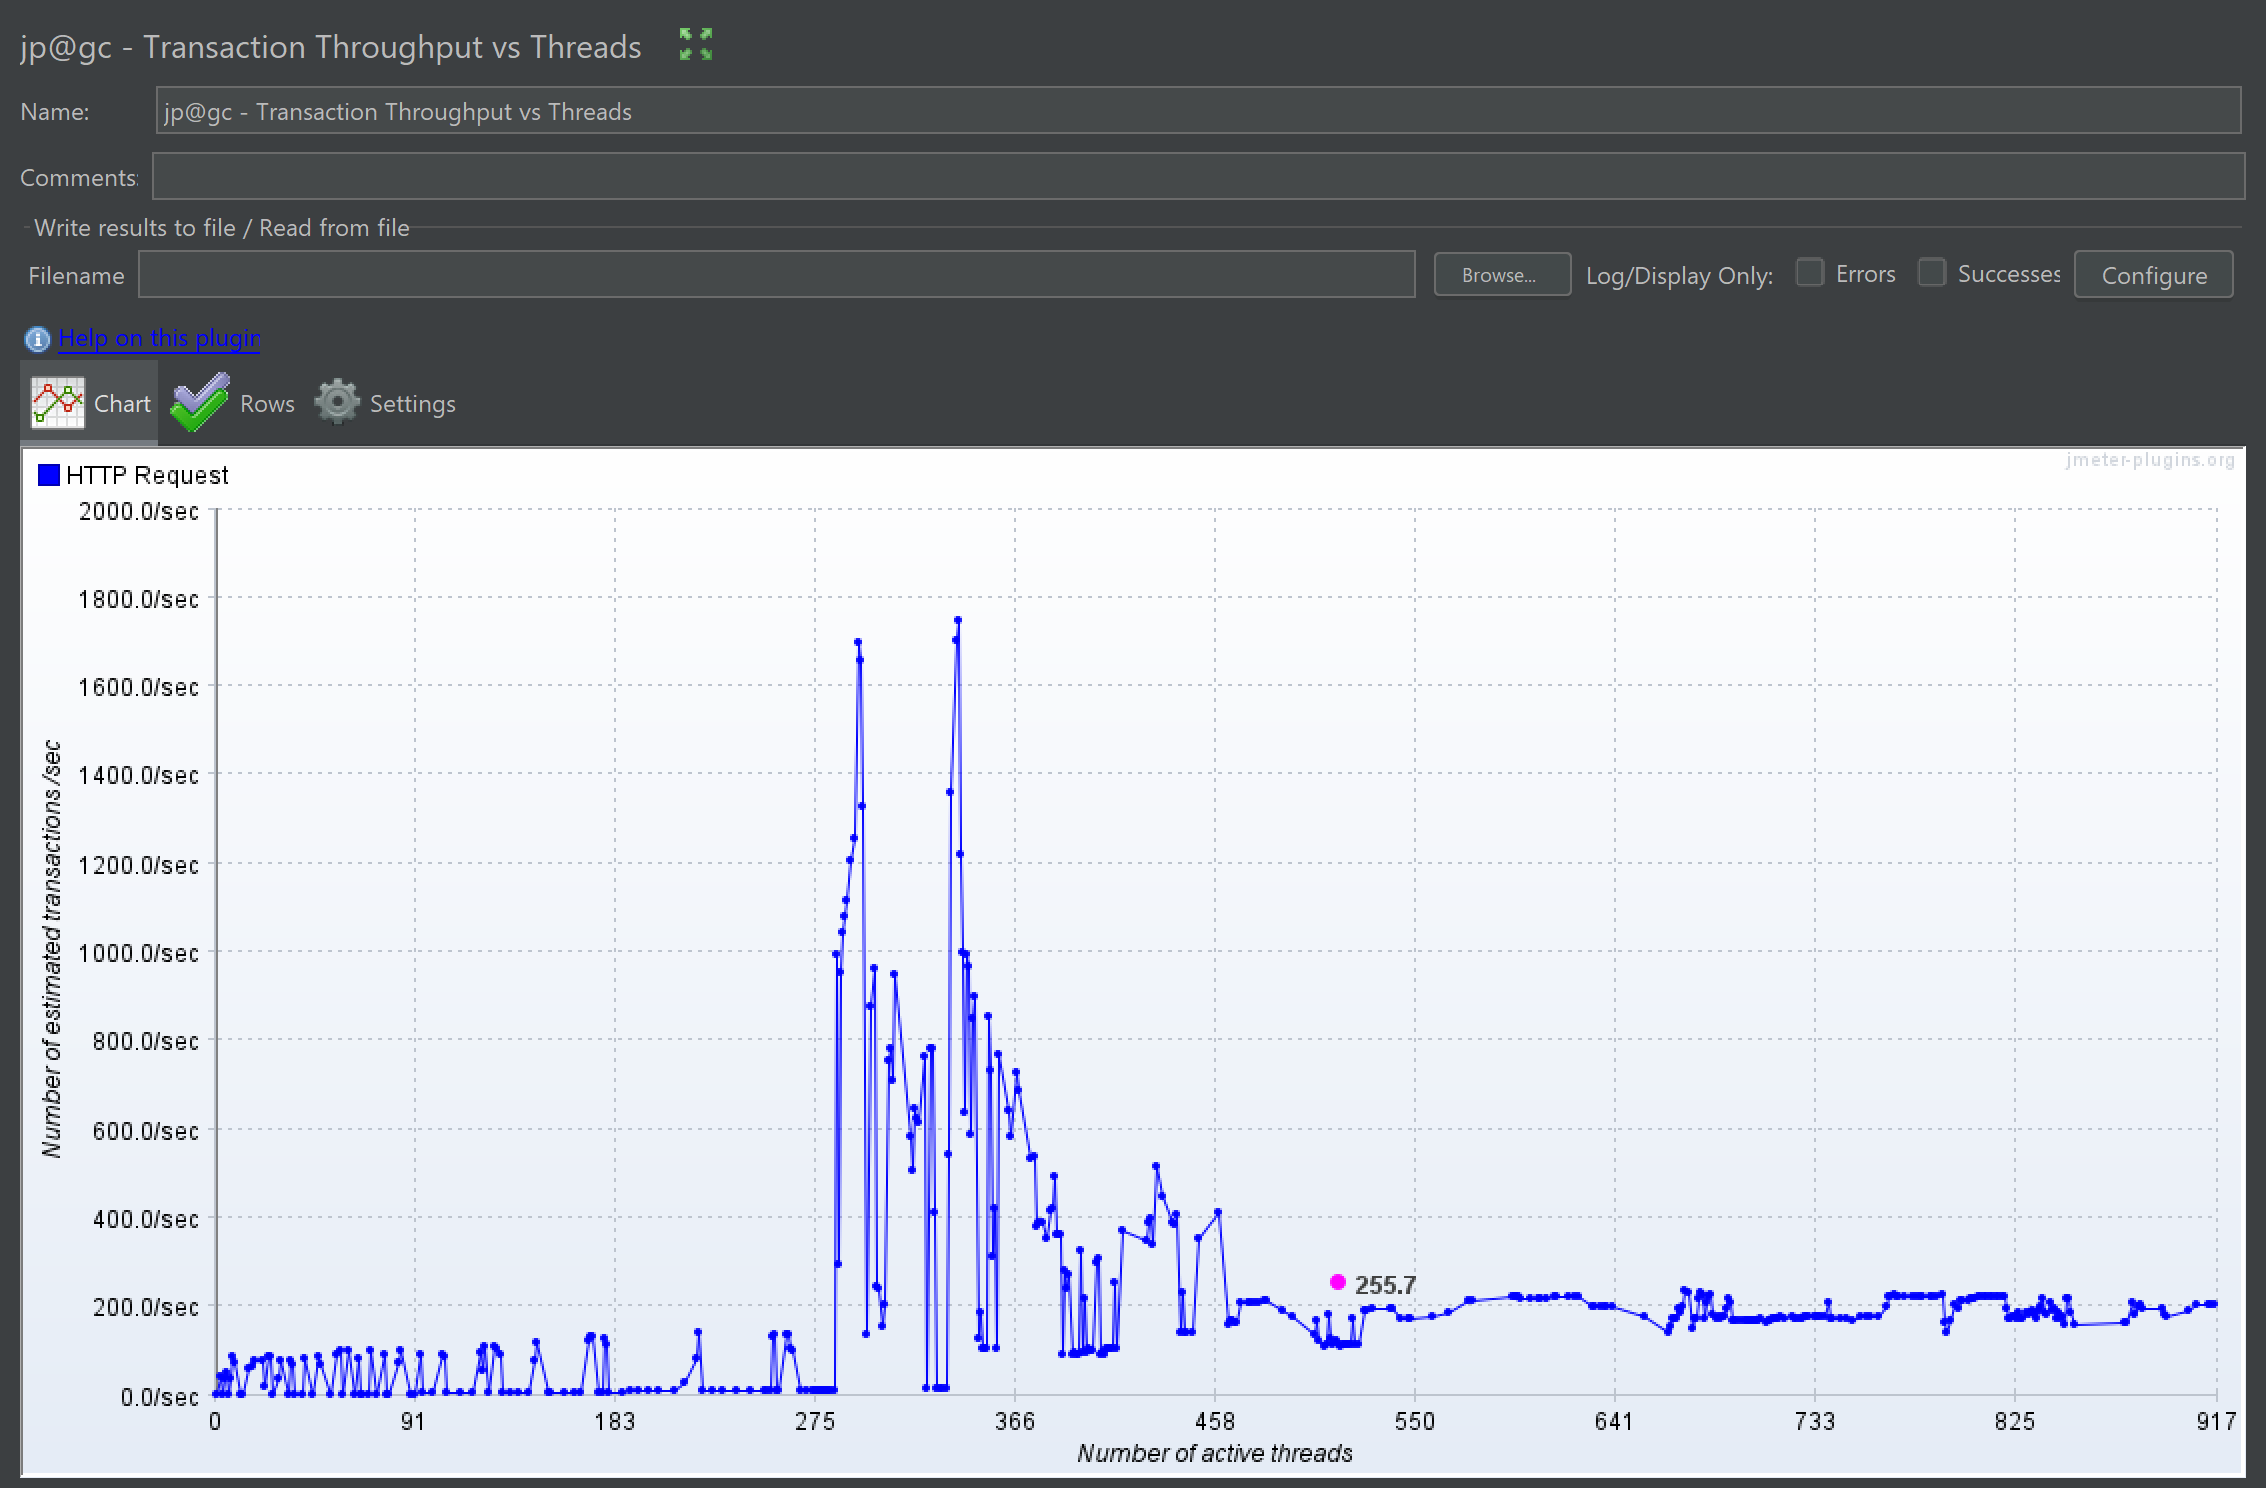 jp@gc - Transaction Throughput vs Threads
Name: jp@gc - Transaction Throughput vs Threads
Comments:
Write results to file / Read from file
Filename Browse... Log/Display Only: Errors Successes Configure
Help on this plugin
Chart Rows Settings
jmeter-plugins.org
HTTP Request
2000.0/sec
1800.0/sec
1600.0/sec
1400.0/sec
1200.0/sec
1000.0/sec
800.0/sec
600.0/sec
400.0/sec
200.0/sec
0.0/sec
Number of estimated transactions /sec
255.7
0 91 183 275 366 458 550 641 733 825 917
Number of active threads